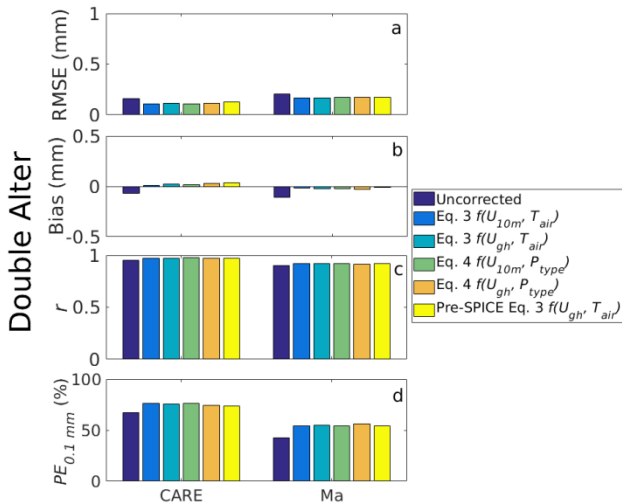 Double Alter
a
RMSE (mm)
1
0.5
0
b
Bias (mm)
0.5
0
-0.5
c
r
1
0.5
0
d
PE0.1 mm (%)
100
50
0
CARE
Ma
Uncorrected
Eq. 3 f(U10m, Tair)
Eq. 3 f(Ugh, Tair)
Eq. 4 f(U10m, Ptype)
Eq. 4 f(Ugh, Ptype)
Pre-SPICE Eq. 3 f(Ugh, Tair)